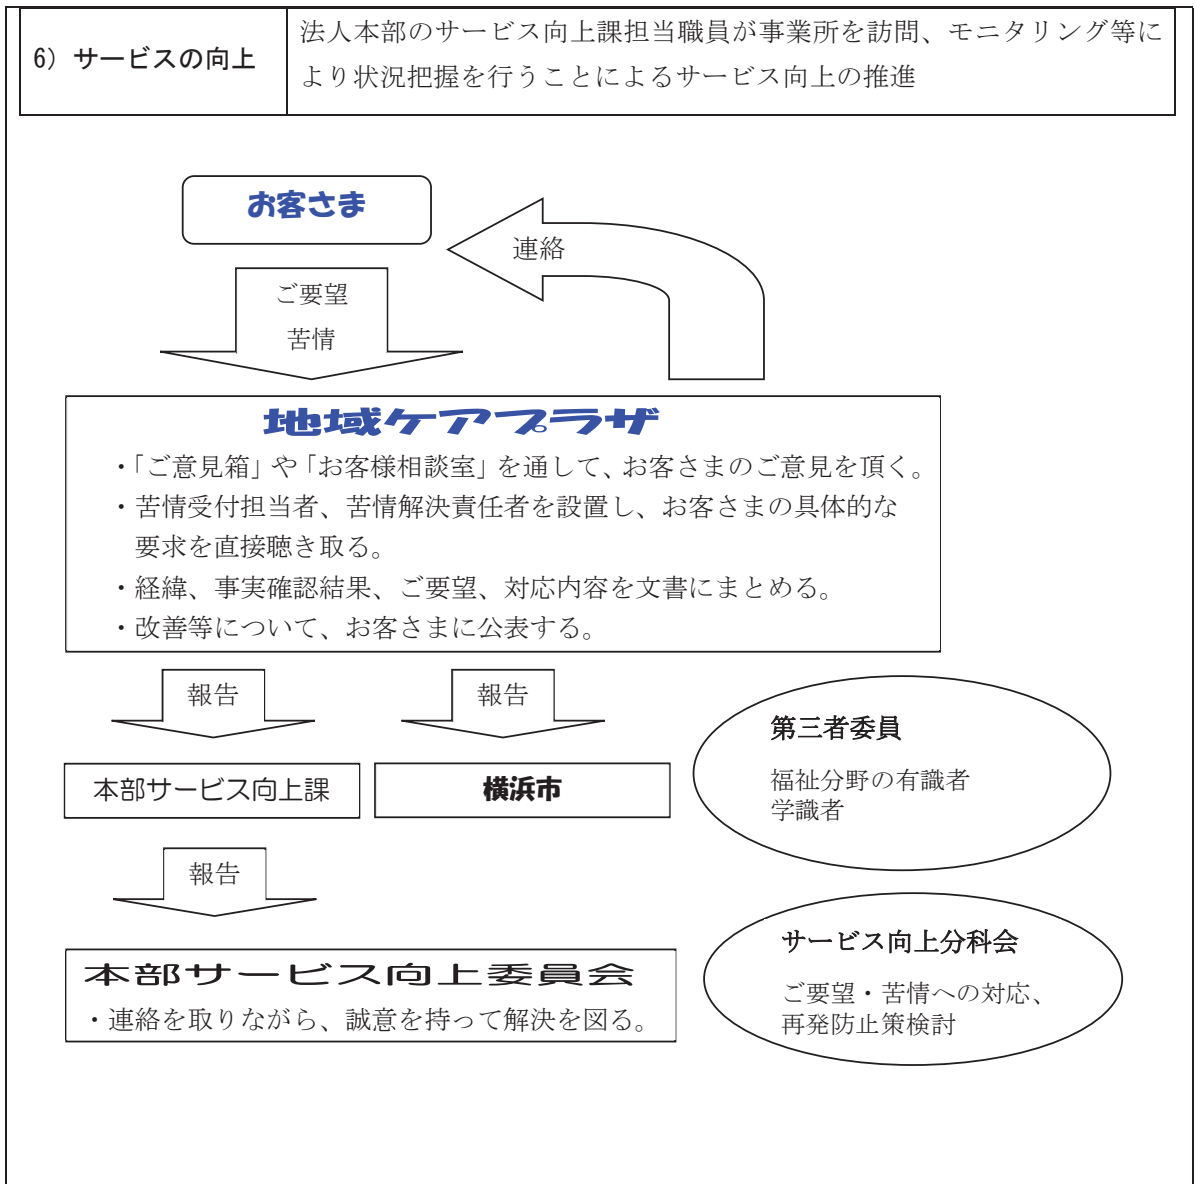 6）サービスの向上
法人本部のサービス向上課担当職員が事業所を訪問、モニタリング等に
より状況把握を行うことによるサービス向上の推進
お客さま
連絡
ご要望
苦情
地域ケアプラザ
・「ご意見箱」や「お客様相談室」を通して、お客さまのご意見を頂く。
・苦情受付担当者、苦情解決責任者を設置し、お客さまの具体的な
要求を直接聴き取る。
・経緯、事実確認結果、ご要望、対応内容を文書にまとめる。
・改善等について、お客さまに公表する。
報告
報告
本部サービス向上課
横浜市
第三者委員
福祉分野の有識者
学識者
報告
本部サービス向上委員会
・連絡を取りながら、誠意を持って解決を図る。
サービス向上分科会
ご要望・苦情への対応、
再発防止策検討